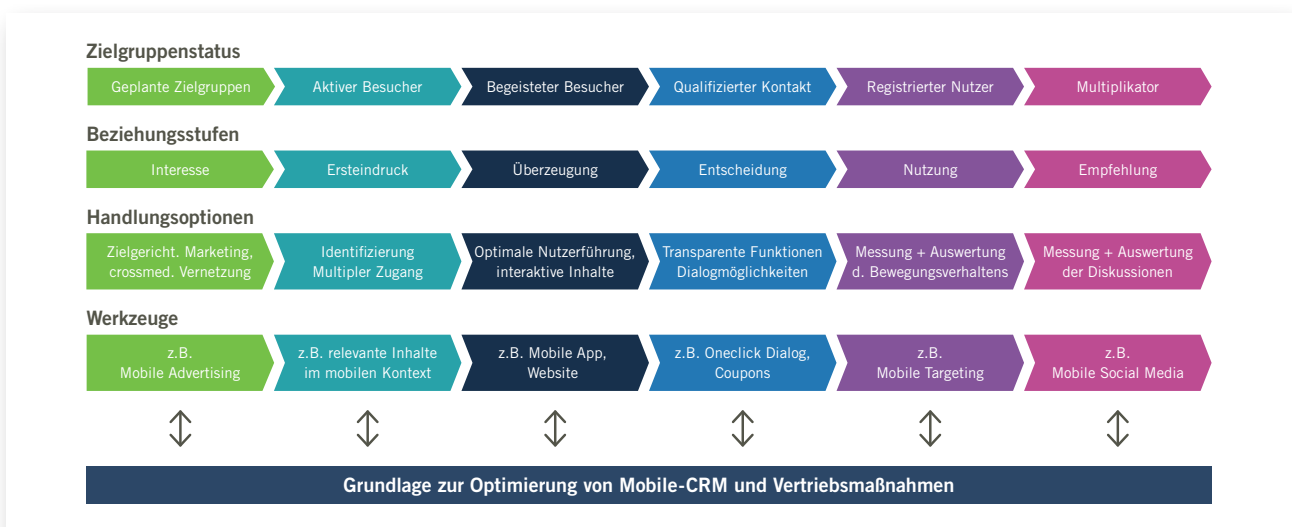 Zielgruppenstatus
Geplante Zielgruppen
Aktiver Besucher
Begeisteter Besucher
Qualifizierter Kontakt
Registrierter Nutzer
Multiplikator
Beziehungsstufen
Interesse
Ersteindruck
Überzeugung
Entscheidung
Nutzung
Empfehlung
Handlungsoptionen
Zielgericht. Marketing,
crossmed. Vernetzung
Identifizierung
Multipler Zugang
Optimale Nutzerführung,
interaktive Inhalte
Transparente Funktionen
Dialogmöglichkeiten
Messung + Auswertung
d. Bewegungsverhaltens
Messung + Auswertung
der Diskussionen
Werkzeuge
z.B.
Mobile Advertising
z.B. relevante Inhalte
im mobilen Kontext
z.B. Mobile App,
Website
z.B. Oneclick Dialog,
Coupons
z.B.
Mobile Targeting
z.B.
Mobile Social Media
Grundlage zur Optimierung von Mobile-CRM und Vertriebsmaßnahmen